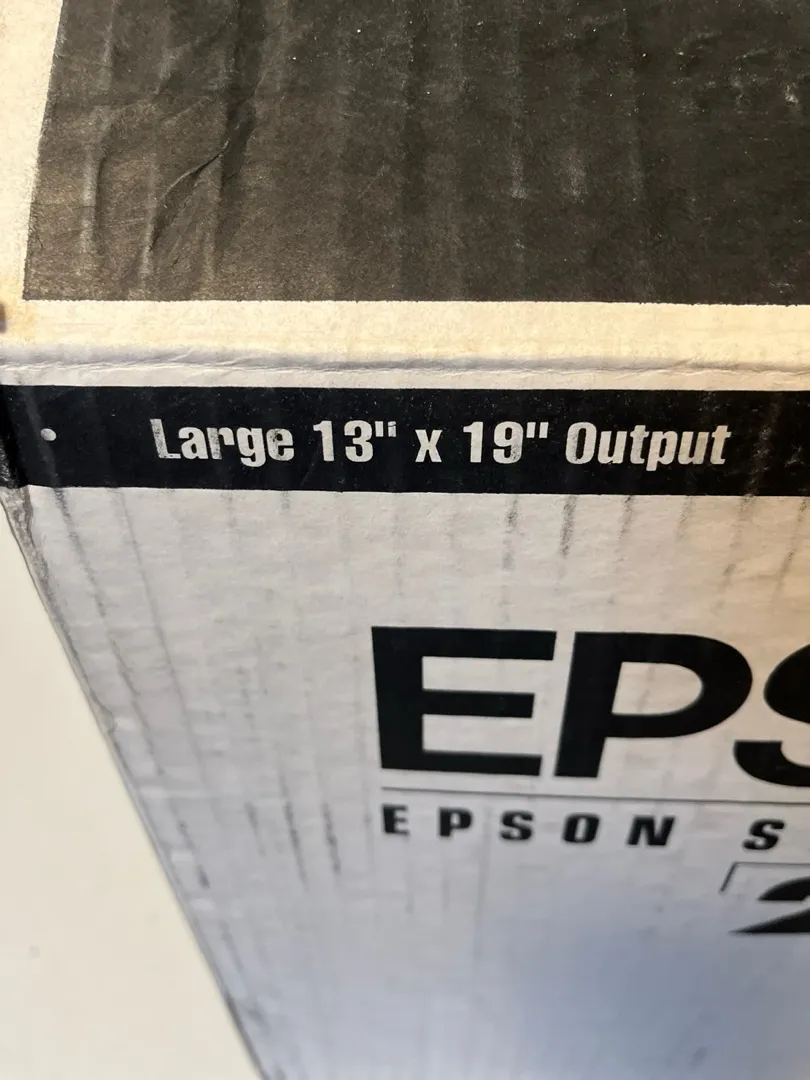 Large 13" x 19" Output
EPS
EPSON S
2